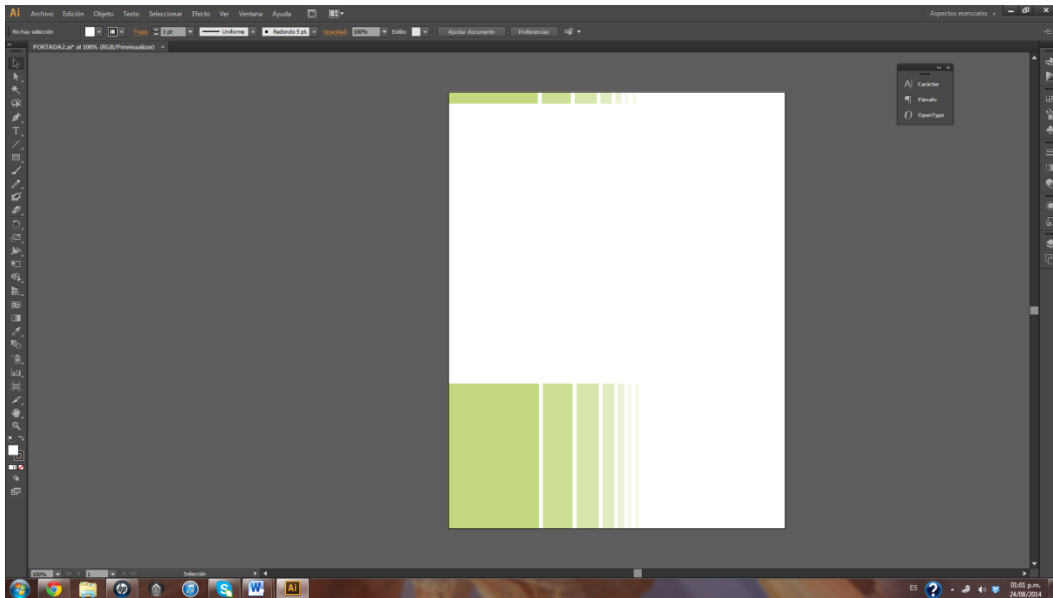 Ai Archivo Edición Objeto Texto Seleccionar Efecto Ver Ventana Ayuda Aspectos esenciales
No hay selección Trazo: 1 pt Uniforme Redondo 5 pt. Opacidad: 100% Estilo: Ajustar documento Preferencias
PORTADA2.ai* al 100% (RGB/Previsualizar) ×
Carácter
Párrafo
OpenType
100% 1 Selección
W Ai ES 01:01 p.m.
24/08/2014